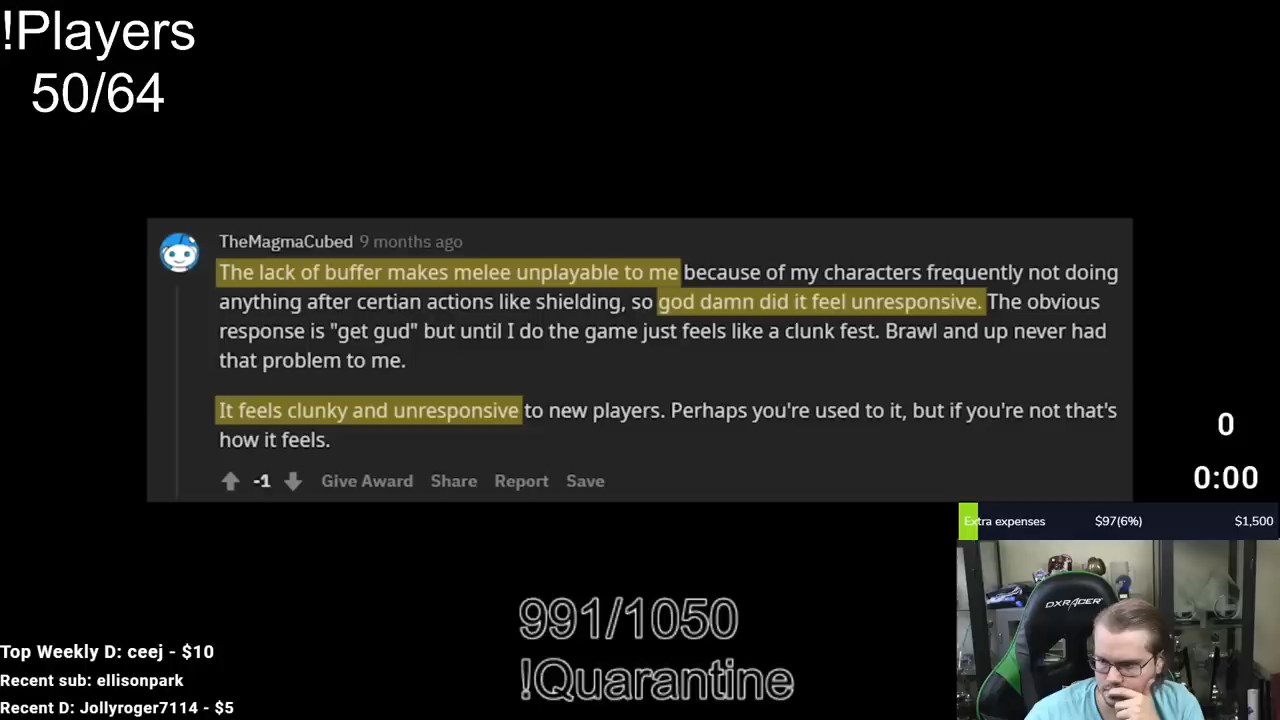 !Players
50/64
TheMagmaCubed 9 months ago
The lack of buffer makes melee unplayable to me because of my characters frequently not doing
anything after certian actions like shielding, so god damn did it feel unresponsive. The obvious
response is "get gud" but until I do the game just feels like a clunk fest. Brawl and up never had
that problem to me.
It feels clunky and unresponsive to new players. Perhaps you're used to it, but if you're not that's
how it feels.
-1 Give Award Share Report Save
0
0:00
Extra expenses $97(6%) $1,500
DXRACER
991/1050
!Quarantine
Top Weekly D: ceej - $10
Recent sub: ellisonpark
Recent D: Jollyroger7114 - $5